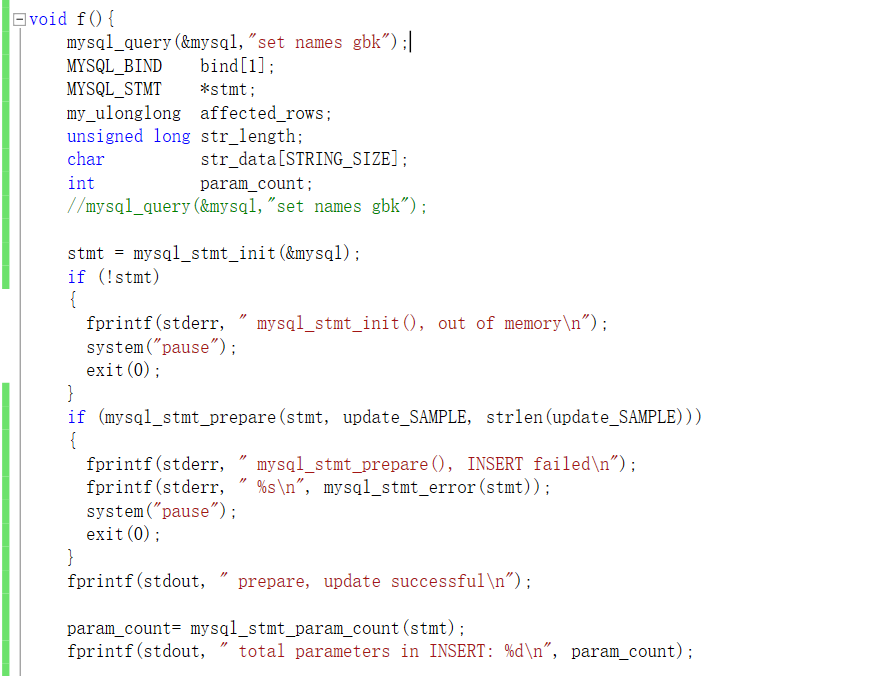 void f(){
mysql_query(&mysql,"set names gbk");
MYSQL_BIND    bind[1];
MYSQL_STMT    *stmt;
my_ulonglong  affected_rows;
unsigned long str_length;
char          str_data[STRING_SIZE];
int           param_count;
//mysql_query(&mysql,"set names gbk");
stmt = mysql_stmt_init(&mysql);
if (!stmt)
{
fprintf(stderr, " mysql_stmt_init(), out of memory\n");
system("pause");
exit(0);
}
if (mysql_stmt_prepare(stmt, update_SAMPLE, strlen(update_SAMPLE)))
{
fprintf(stderr, " mysql_stmt_prepare(), INSERT failed\n");
fprintf(stderr, " %s\n", mysql_stmt_error(stmt));
system("pause");
exit(0);
}
fprintf(stdout, " prepare, update successful\n");
param_count= mysql_stmt_param_count(stmt);
fprintf(stdout, " total parameters in INSERT: %d\n", param_count);